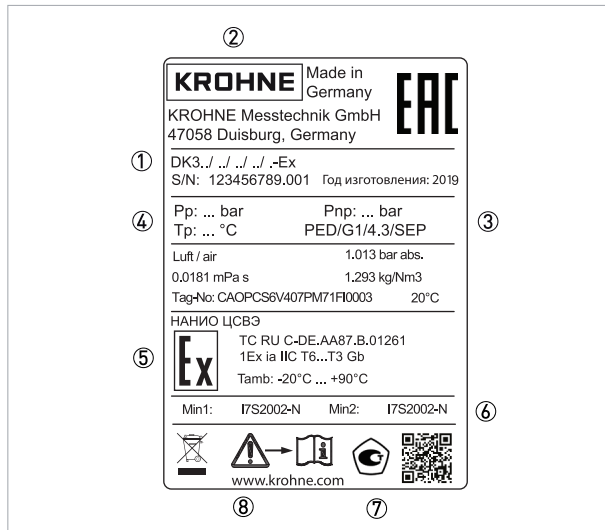 ②
KROHNE Made in Germany EAC
KROHNE Messtechnik GmbH
47058 Duisburg, Germany
① DK3../ ../ ../ ../ .-Ex
S/N: 123456789.001 Год изготовления: 2019
④ Pp: ... bar Pnp: ... bar ③
Tp: ... °C PED/G1/4.3/SEP
Luft / air 1.013 bar abs.
0.0181 mPa s 1.293 kg/Nm3
Tag-No: CAOPCS6V407PM71FI0003 20°C
НАНИО ЦСВЭ
⑤ Ex TC RU C-DE.AA87.B.01261
1Ex ia IIC T6...T3 Gb
Tamb: -20°C ... +90°C
Min1: I7S2002-N Min2: I7S2002-N ⑥
www.krohne.com
⑧ ⑦